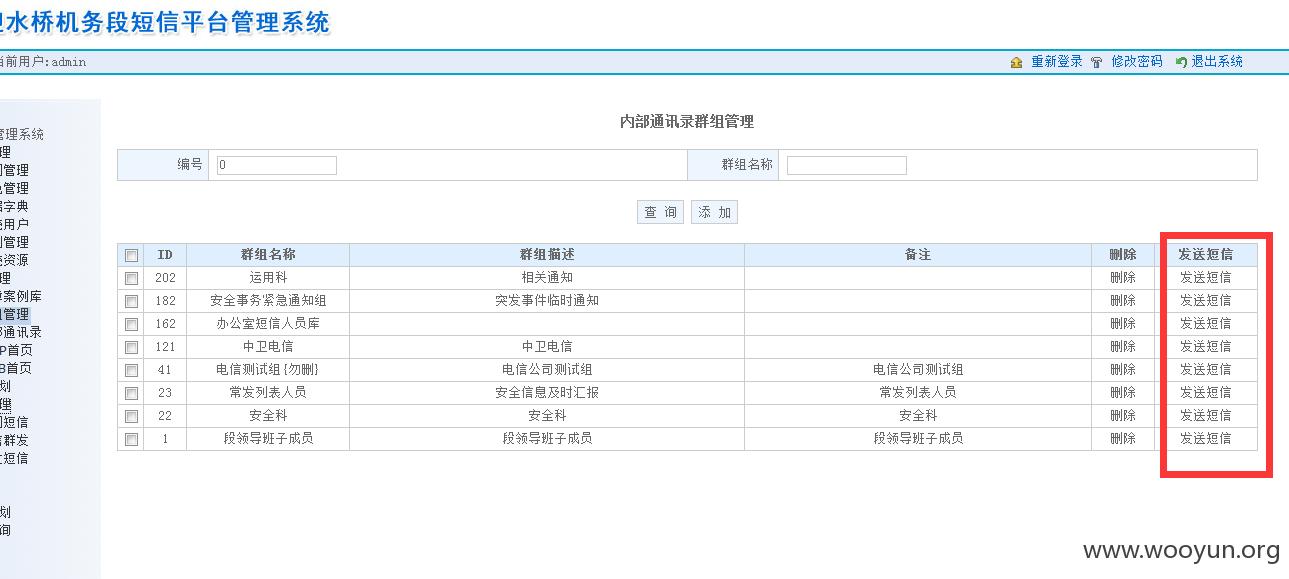 水桥机务段短信平台管理系统
前用户:admin
重新登录 修改密码 退出系统
管理系统
理
管理
管理
字典
用户
管理
资源
理
案例库
管理
通讯录
P首页
B首页
划
理
短信
群发
短信
划
询
内部通讯录群组管理
编号 0 群组名称
查 询 添 加
ID 群组名称 群组描述 备注 删除 发送短信
202 运用科 相关通知 删除 发送短信
182 安全事务紧急通知组 突发事件临时通知 删除 发送短信
162 办公室短信人员库 删除 发送短信
121 中卫电信 中卫电信 删除 发送短信
41 电信测试组{勿删} 电信公司测试组 电信公司测试组 删除 发送短信
23 常发列表人员 安全信息及时汇报 常发列表人员 删除 发送短信
22 安全科 安全科 安全科 删除 发送短信
1 段领导班子成员 段领导班子成员 段领导班子成员 删除 发送短信
www.wooyun.org